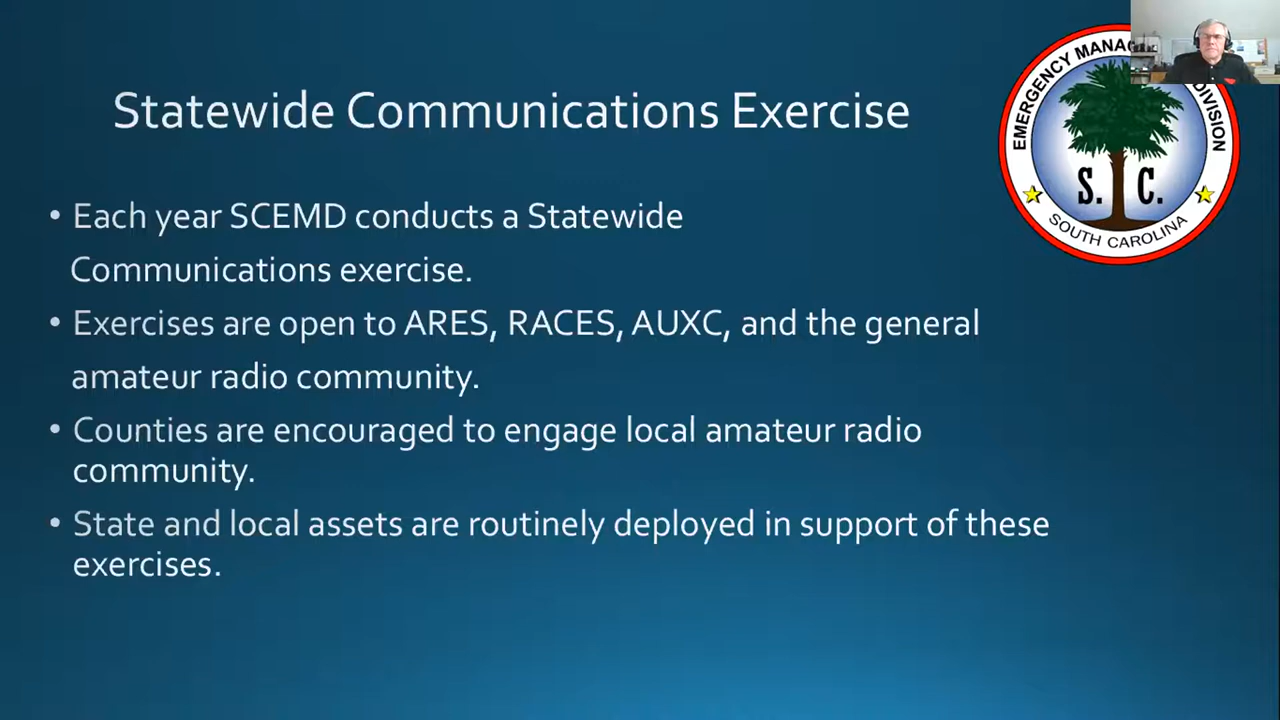 Statewide Communications Exercise
EMERGENCY MANAG
DIVISION
S. C.
SOUTH CAROLINA
• Each year SCEMD conducts a Statewide
Communications exercise.
• Exercises are open to ARES, RACES, AUXC, and the general
amateur radio community.
• Counties are encouraged to engage local amateur radio
community.
• State and local assets are routinely deployed in support of these
exercises.